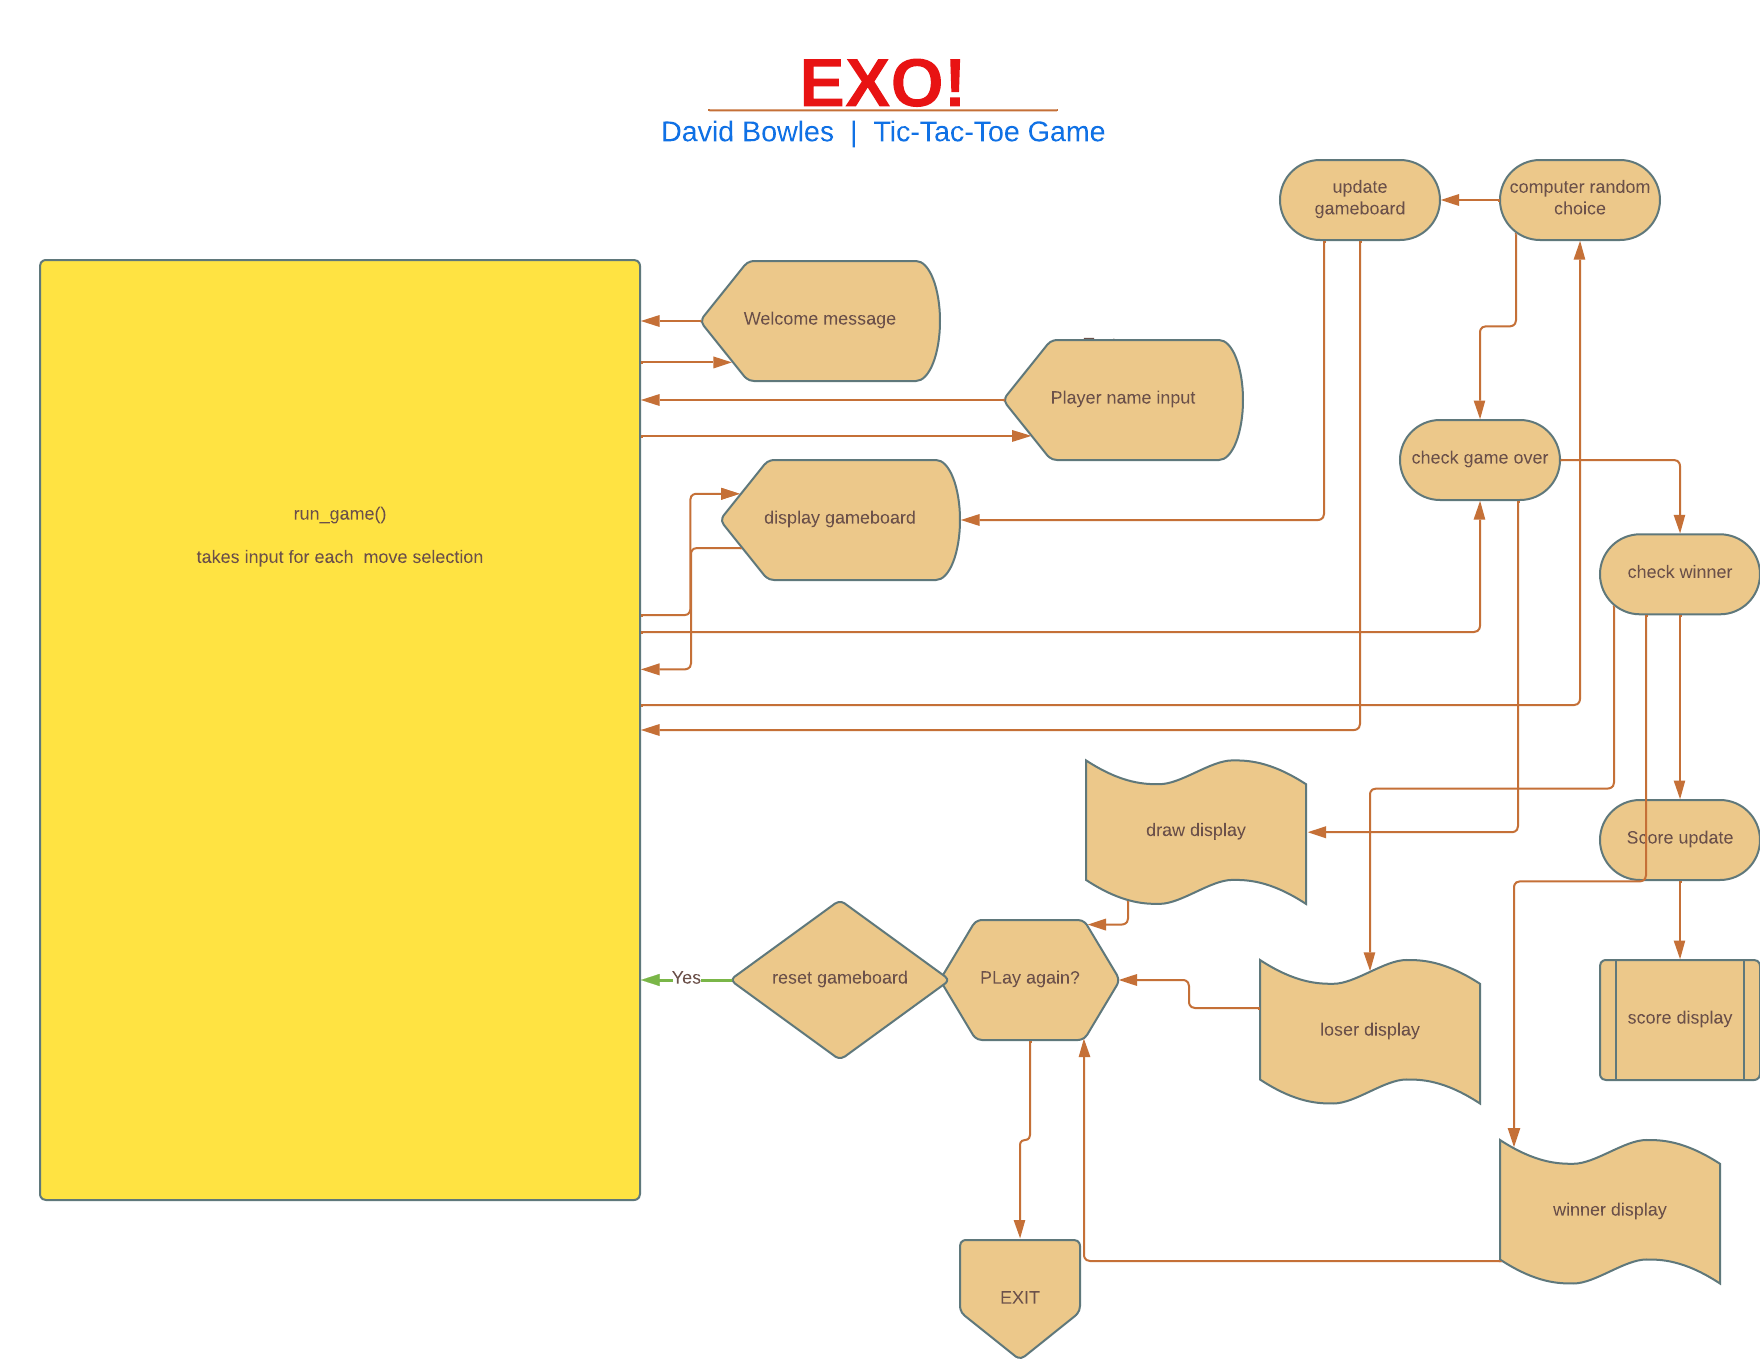 EXO!
David Bowles | Tic-Tac-Toe Game
update
gameboard
computer random
choice
Welcome message
Player name input
check game over
run_game()
takes input for each move selection
display gameboard
check winner
draw display
Score update
Yes
reset gameboard
PLay again?
loser display
score display
winner display
EXIT